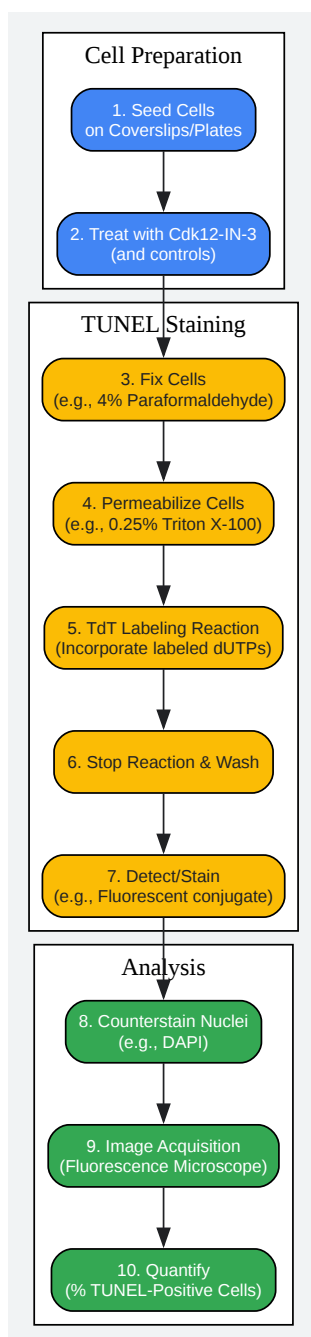 Cell Preparation
1. Seed Cells
on Coverslips/Plates
2. Treat with Cdk12-IN-3
(and controls)
TUNEL Staining
3. Fix Cells
(e.g., 4% Paraformaldehyde)
4. Permeabilize Cells
(e.g., 0.25% Triton X-100)
5. TdT Labeling Reaction
(Incorporate labeled dUTPs)
6. Stop Reaction & Wash
7. Detect/Stain
(e.g., Fluorescent conjugate)
Analysis
8. Counterstain Nuclei
(e.g., DAPI)
9. Image Acquisition
(Fluorescence Microscope)
10. Quantify
(% TUNEL-Positive Cells)